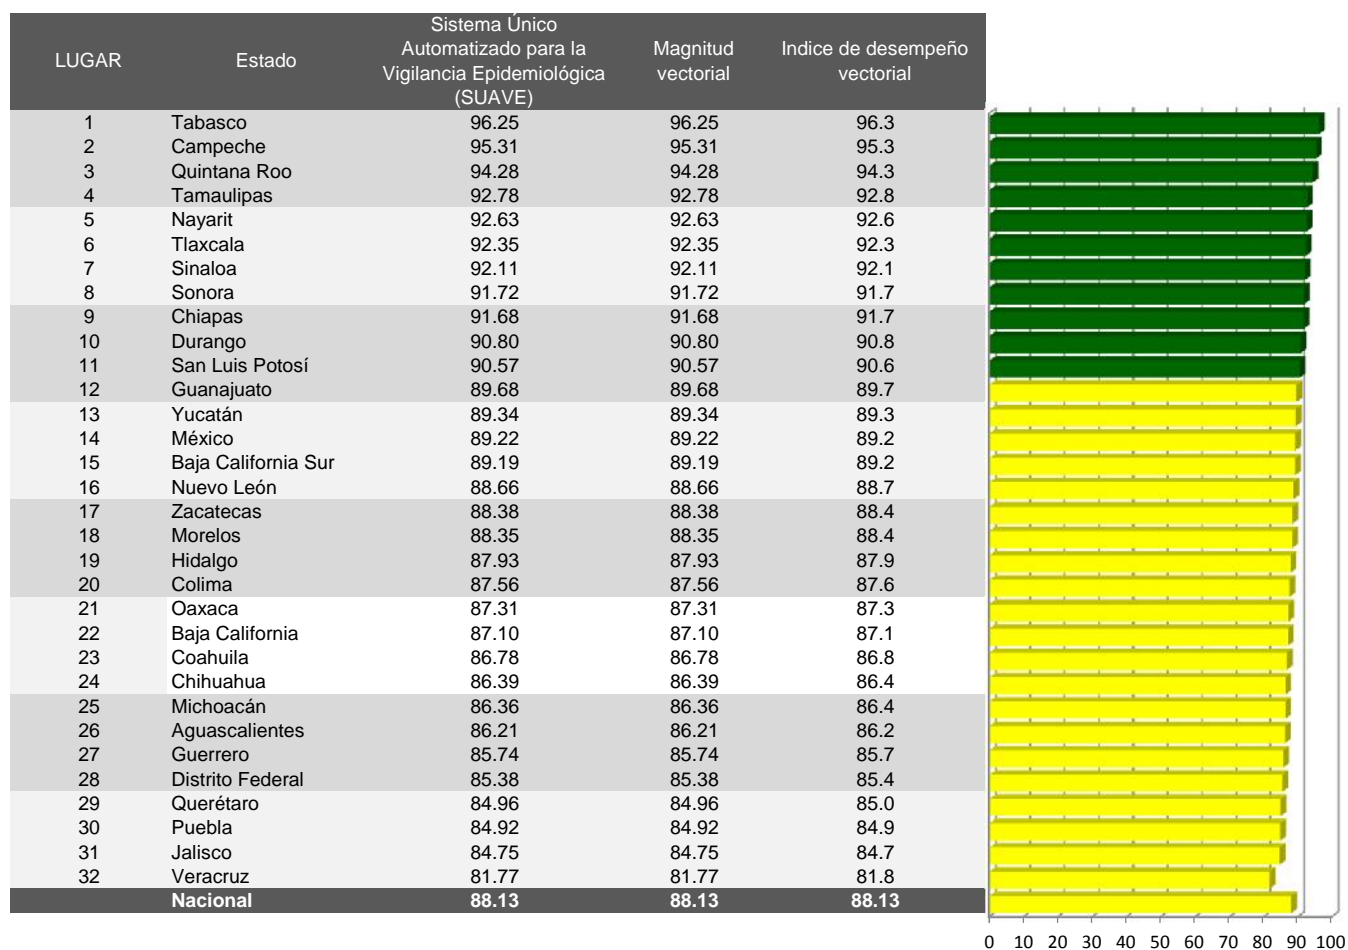 LUGAR Estado Sistema Único Automatizado para la Vigilancia Epidemiológica (SUAVE) Magnitud vectorial Indice de desempeño vectorial
1 Tabasco 96.25 96.25 96.3
2 Campeche 95.31 95.31 95.3
3 Quintana Roo 94.28 94.28 94.3
4 Tamaulipas 92.78 92.78 92.8
5 Nayarit 92.63 92.63 92.6
6 Tlaxcala 92.35 92.35 92.3
7 Sinaloa 92.11 92.11 92.1
8 Sonora 91.72 91.72 91.7
9 Chiapas 91.68 91.68 91.7
10 Durango 90.80 90.80 90.8
11 San Luis Potosí 90.57 90.57 90.6
12 Guanajuato 89.68 89.68 89.7
13 Yucatán 89.34 89.34 89.3
14 México 89.22 89.22 89.2
15 Baja California Sur 89.19 89.19 89.2
16 Nuevo León 88.66 88.66 88.7
17 Zacatecas 88.38 88.38 88.4
18 Morelos 88.35 88.35 88.4
19 Hidalgo 87.93 87.93 87.9
20 Colima 87.56 87.56 87.6
21 Oaxaca 87.31 87.31 87.3
22 Baja California 87.10 87.10 87.1
23 Coahuila 86.78 86.78 86.8
24 Chihuahua 86.39 86.39 86.4
25 Michoacán 86.36 86.36 86.4
26 Aguascalientes 86.21 86.21 86.2
27 Guerrero 85.74 85.74 85.7
28 Distrito Federal 85.38 85.38 85.4
29 Querétaro 84.96 84.96 85.0
30 Puebla 84.92 84.92 84.9
31 Jalisco 84.75 84.75 84.7
32 Veracruz 81.77 81.77 81.8
Nacional 88.13 88.13 88.13
0 10 20 30 40 50 60 70 80 90 100